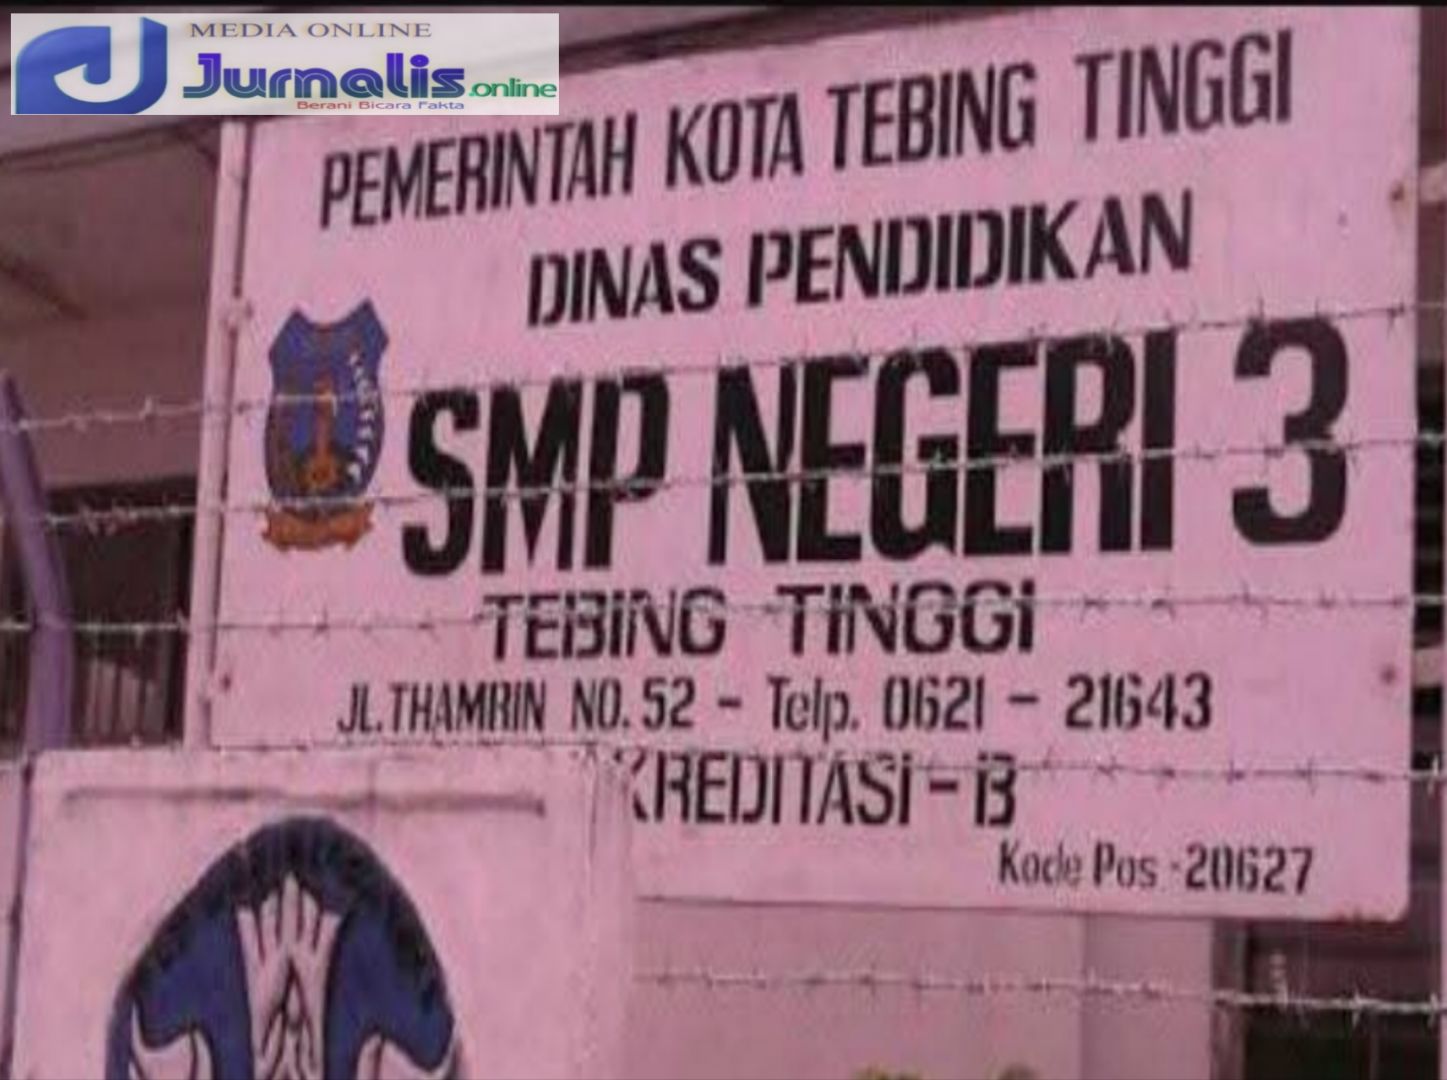 MEDIA ONLINE
Jurnalis.online
Berani Bicara Fakta
PEMERINTAH KOTA TEBING TINGGI
DINAS PENDIDIKAN
SMP NEGERI 3
TEBING TINGGI
JL.THAMRIN NO.52 - Telp. 0621 - 21643
KREDITASI - B
Kode Pos - 20627